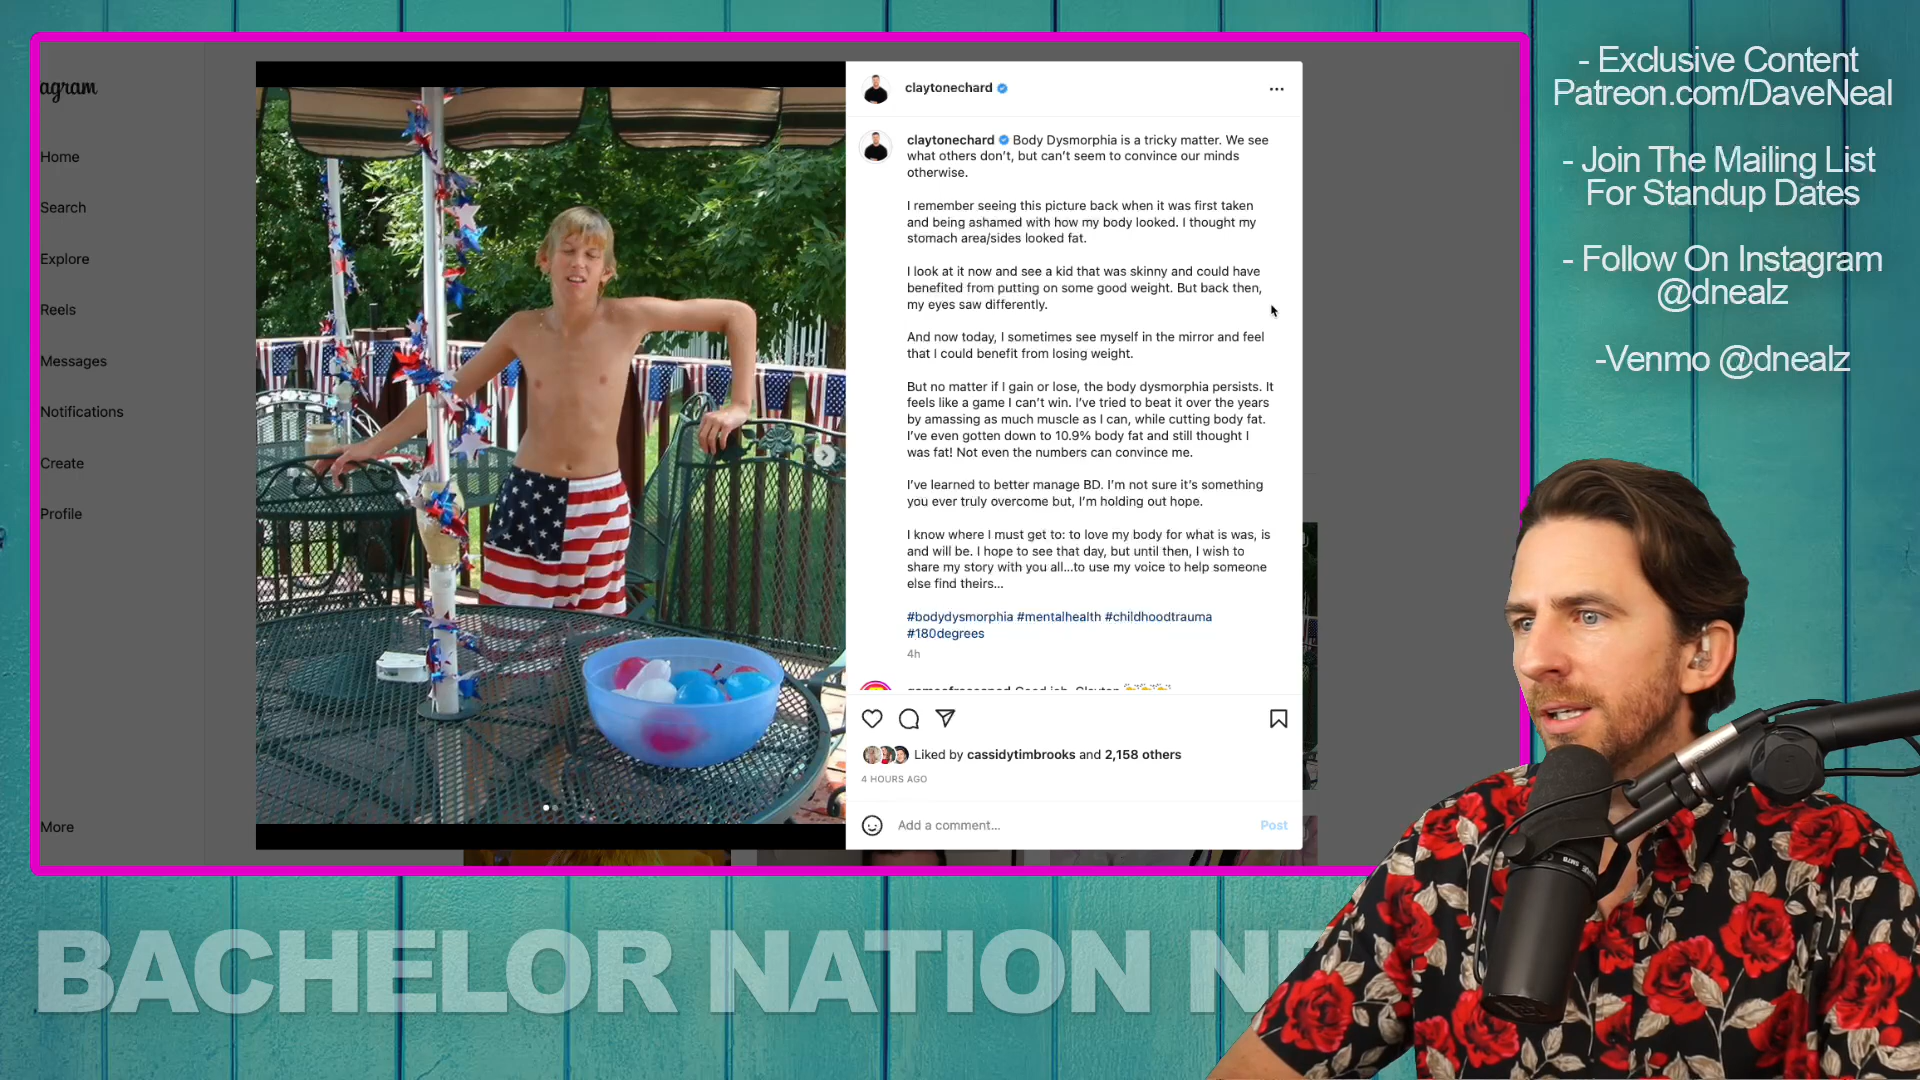 agram
Home
Search
Explore
Reels
Messages
Notifications
Create
Profile
More
claytonechard
claytonechard Body Dysmorphia is a tricky matter. We see
what others don't, but can't seem to convince our minds
otherwise.
I remember seeing this picture back when it was first taken
and being ashamed with how my body looked. I thought my
stomach area/sides looked fat.
I look at it now and see a kid that was skinny and could have
benefited from putting on some good weight. But back then,
my eyes saw differently.
And now today, I sometimes see myself in the mirror and feel
that I could benefit from losing weight.
But no matter if I gain or lose, the body dysmorphia persists. It
feels like a game I can't win. I've tried to beat it over the years
by amassing as much muscle as I can, while cutting body fat.
I've even gotten down to 10.9% body fat and still thought I
was fat! Not even the numbers can convince me.
I've learned to better manage BD. I'm not sure it's something
you ever truly overcome but, I'm holding out hope.
I know where I must get to: to love my body for what is was, is
and will be. I hope to see that day, but until then, I wish to
share my story with you all...to use my voice to help someone
else find theirs...
#bodydysmorphia #mentalhealth #childhoodtrauma
#180degrees
4h
Good job, Clayton
Liked by cassidytimbrooks and 2,158 others
4 HOURS AGO
Add a comment...
Post
- Exclusive Content
Patreon.com/DaveNeal
- Join The Mailing List
For Standup Dates
- Follow On Instagram
@dnealz
-Venmo @dnealz
BACHELOR NATION NE